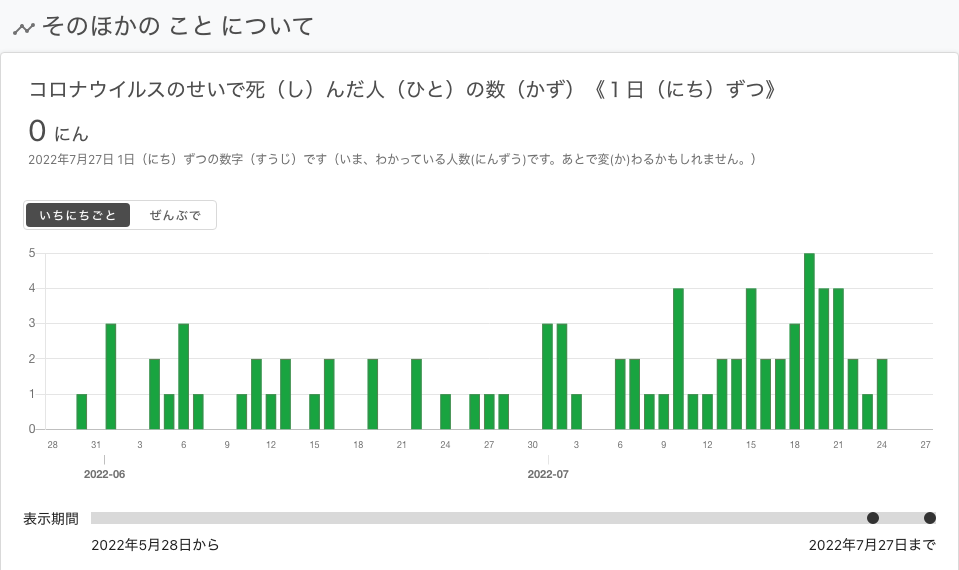 そのほかの こと について
コロナウイルスのせいで死（し）んだ人（ひと）の数（かず）《１日（にち）ずつ》
0 にん
2022年7月27日 1日（にち）ずつの数字（すうじ）です（いま、わかっている人数(にんずう)です。あとで変(か)わるかもしれません。）
いちにちごと ぜんぶで
5
4
3
2
1
0
28 31 3 6 9 12 15 18 21 24 27 30 3 6 9 12 15 18 21 24 27
2022-06 2022-07
表示期間
2022年5月28日から 2022年7月27日まで